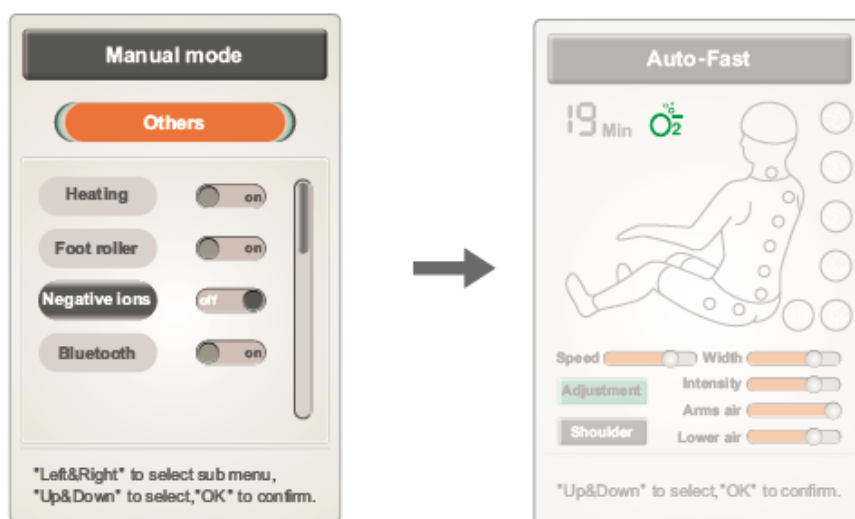 Manual mode
Others
Heating on
Foot roller on
Negative ions off
Bluetooth on
"Left&Right" to select sub menu,
"Up&Down" to select,"OK" to confirm.
Auto-Fast
19 Min O2
Speed Width
Adjustment Intensity
Arms air
Shoulder Lower air
"Up&Down" to select,"OK" to confirm.